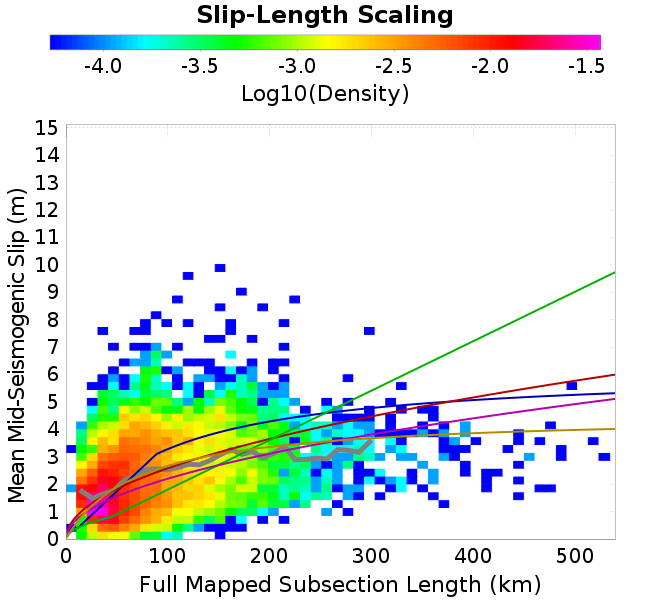 Slip-Length Scaling
-4.0 -3.5 -3.0 -2.5 -2.0 -1.5
Log10(Density)
15
14
13
12
11
10
9
8
7
6
5
4
3
2
1
0
Mean Mid-Seismogenic Slip (m)
0 100 200 300 400 500
Full Mapped Subsection Length (km)